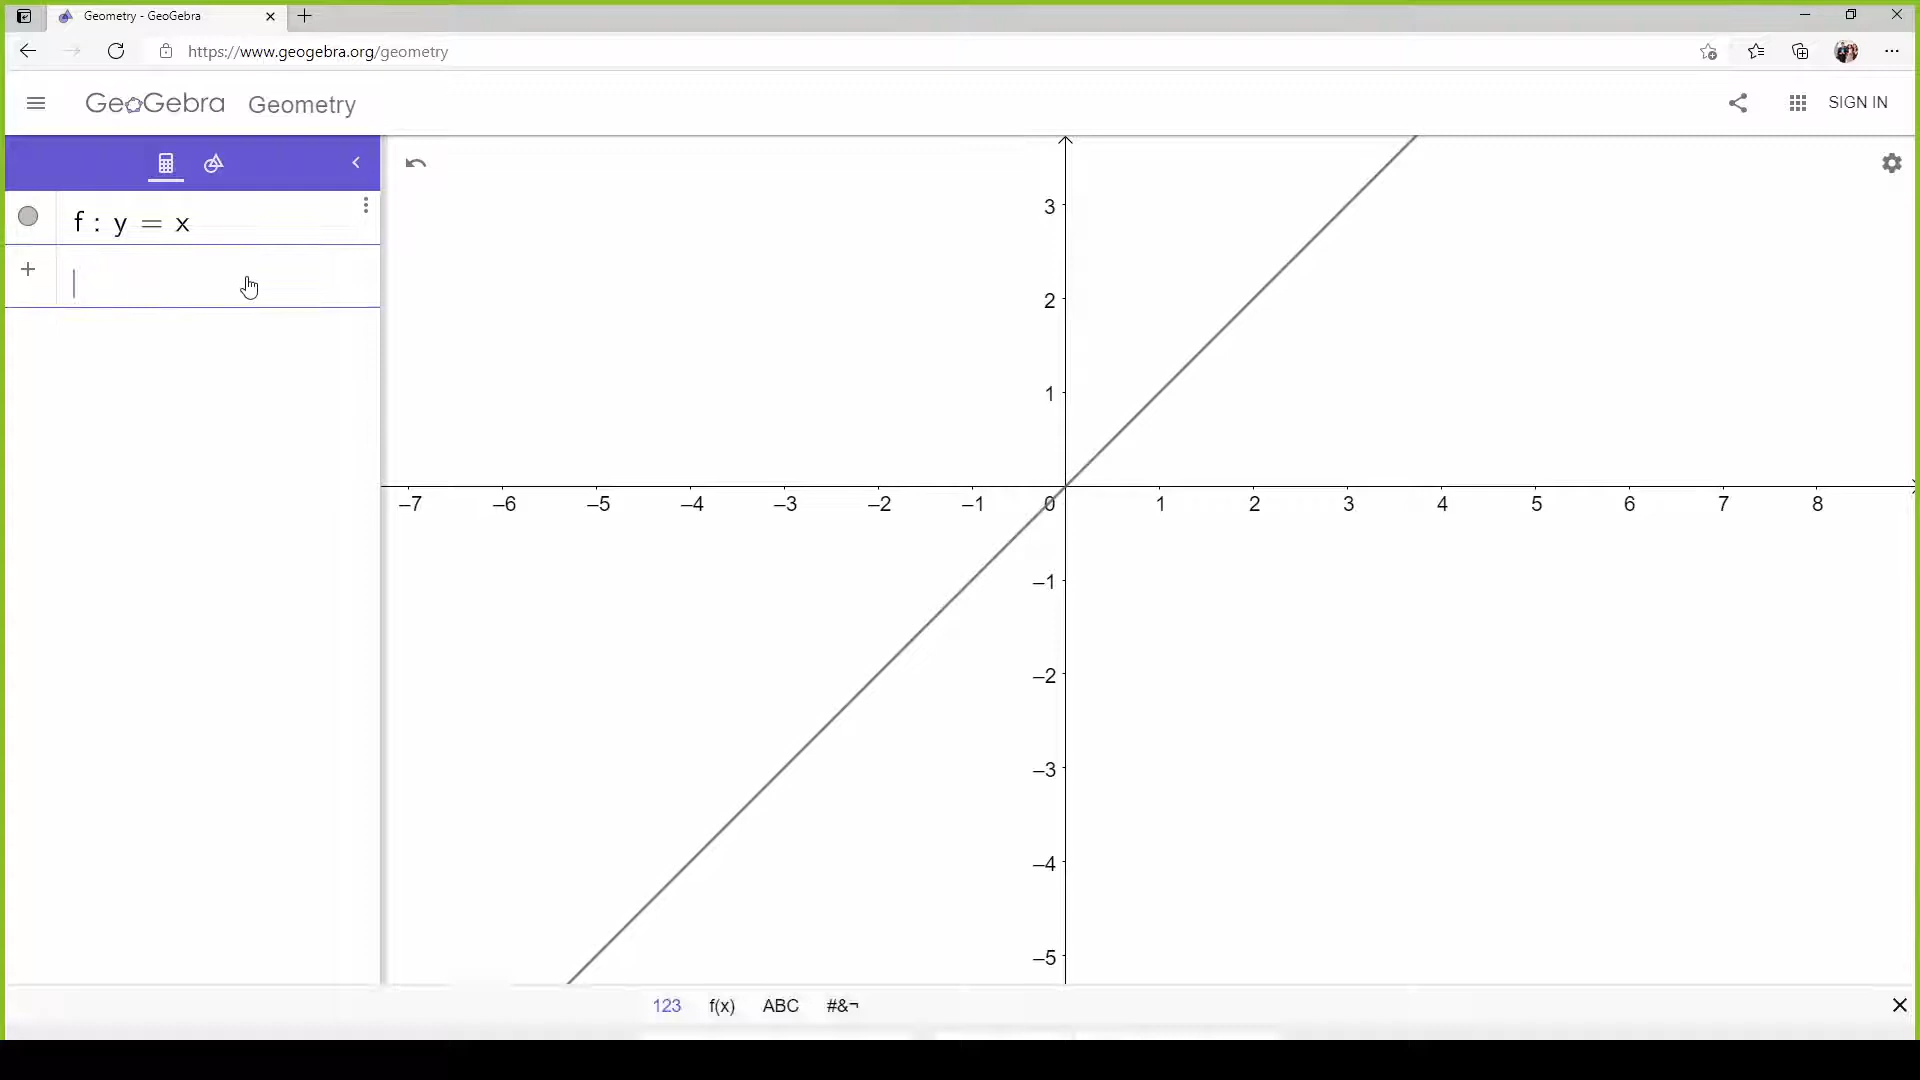 Geometry - GeoGebra
https://www.geogebra.org/geometry
GeoGebra Geometry
SIGN IN
f : y = x
3
2
1
–7 –6 –5 –4 –3 –2 –1 0 1 2 3 4 5 6 7 8
–1
–2
–3
–4
–5
123 f(x) ABC #&¬